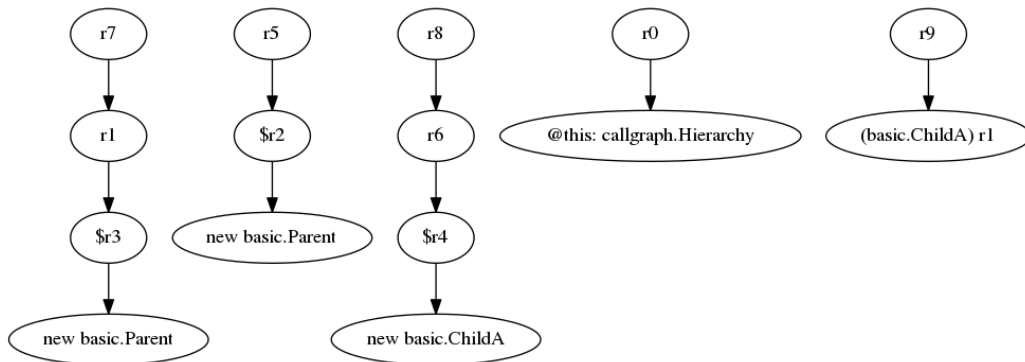 r7
r5
r8
r0
r9
r1
$r2
r6
@this: callgraph.Hierarchy
(basic.ChildA) r1
$r3
new basic.Parent
$r4
new basic.Parent
new basic.ChildA